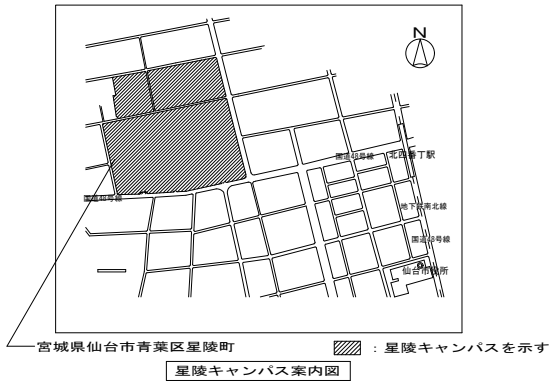 N
国道48号線
北四番丁駅
国道48号線
地下鉄南北線
国道48号線
仙台市役所
宮城県仙台市青葉区星陵町
：星陵キャンパスを示す
星陵キャンパス案内図